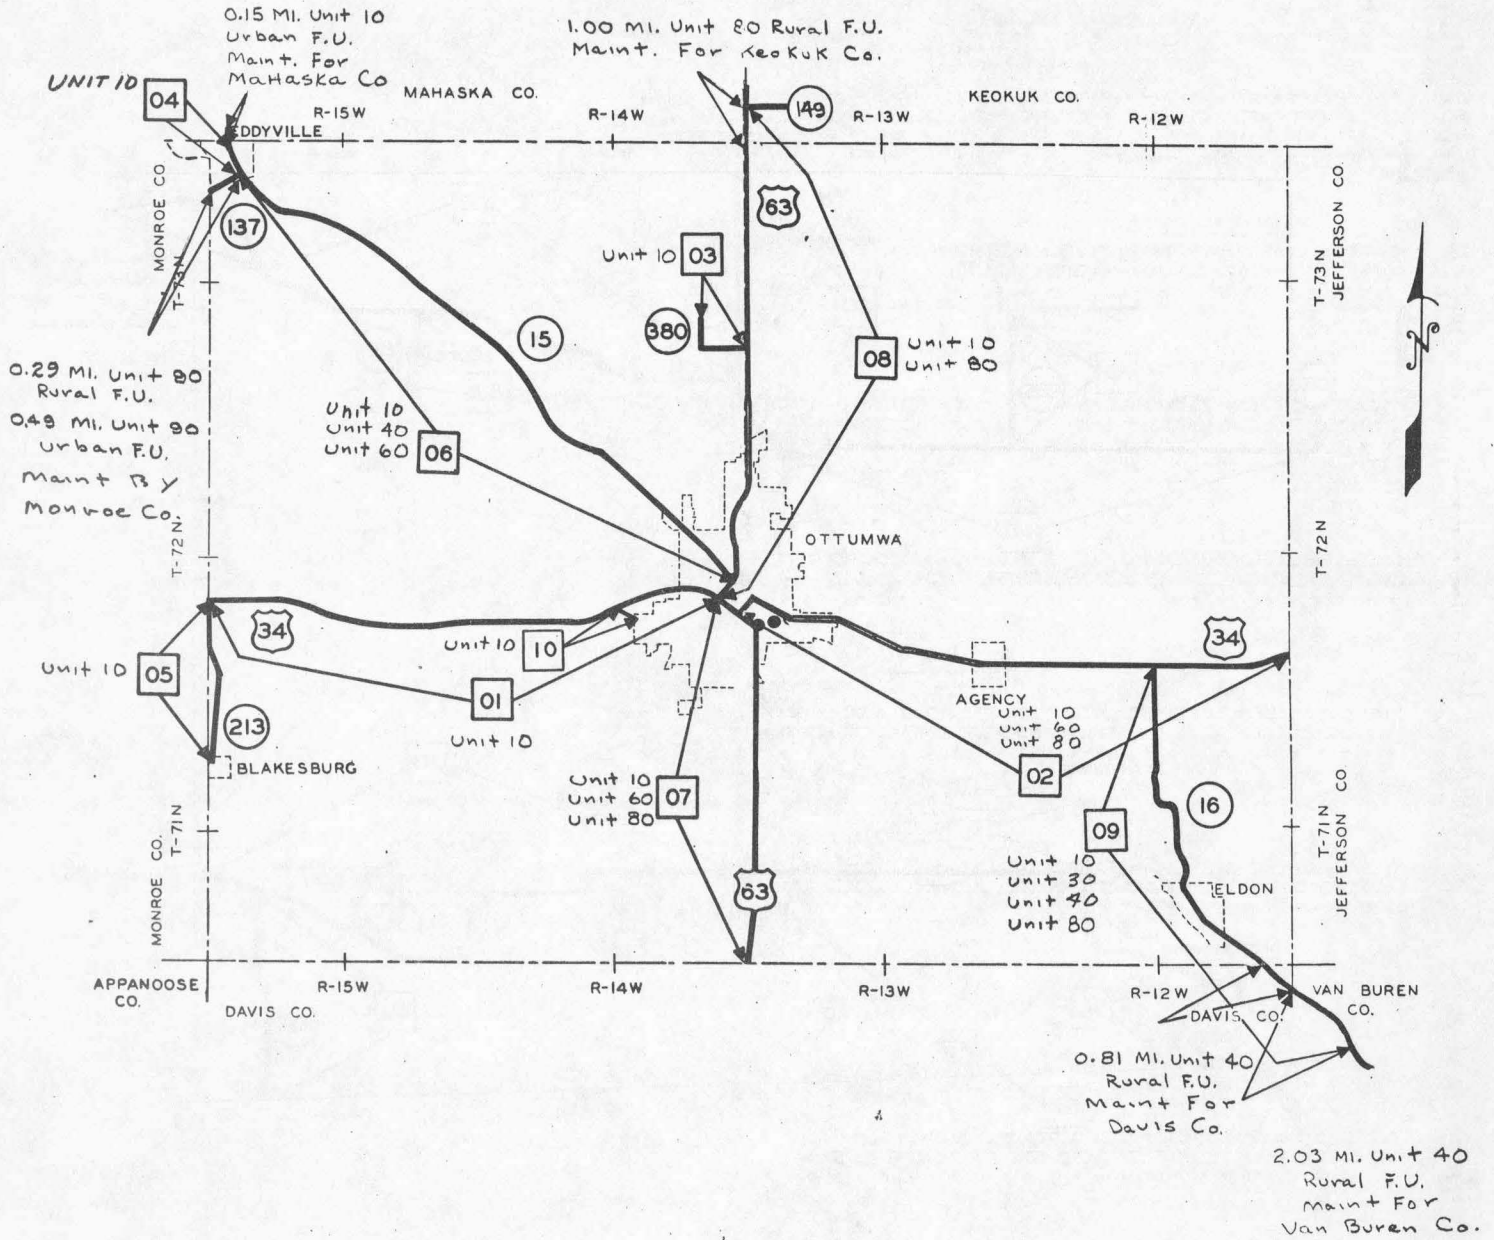 0.15 MI. Unit 10
Urban F.U.
Maint. For
Mahaska Co
1.00 MI. Unit 80 Rural F.U.
Maint. For Keokuk Co.
UNIT 10
04
MAHASKA CO.
149
KEOKUK CO.
R-15W
R-14W
R-13W
R-12W
EDDYVILLE
MONROE CO
T-73N
137
63
JEFFERSON CO.
T-73N
Unit 10
03
380
15
08
Unit 10
Unit 80
N
0.29 MI. Unit 80
Rural F.U.
0.49 MI. Unit 90
Urban F.U.
Maint By
Monroe Co.
Unit 10
Unit 40
Unit 60
06
T-72N
OTTUMWA
T-72N
34
Unit 10
10
34
Unit 10
05
01
Unit 10
213
BLAKESBURG
AGENCY
Unit 10
Unit 60
Unit 80
02
Unit 10
Unit 60
Unit 80
07
16
09
T-71N
MONROE CO.
T-71N
JEFFERSON CO
Unit 10
Unit 30
Unit 40
Unit 80
63
ELDON
APPANOOSE
CO.
R-15W
R-14W
R-13W
R-12W
DAVIS CO.
DAVIS CO.
VAN BUREN
CO.
0.81 MI. Unit 40
Rural F.U.
Maint For
Davis Co.
2.03 MI. Unit 40
Rural F.U.
Maint For
Van Buren Co.